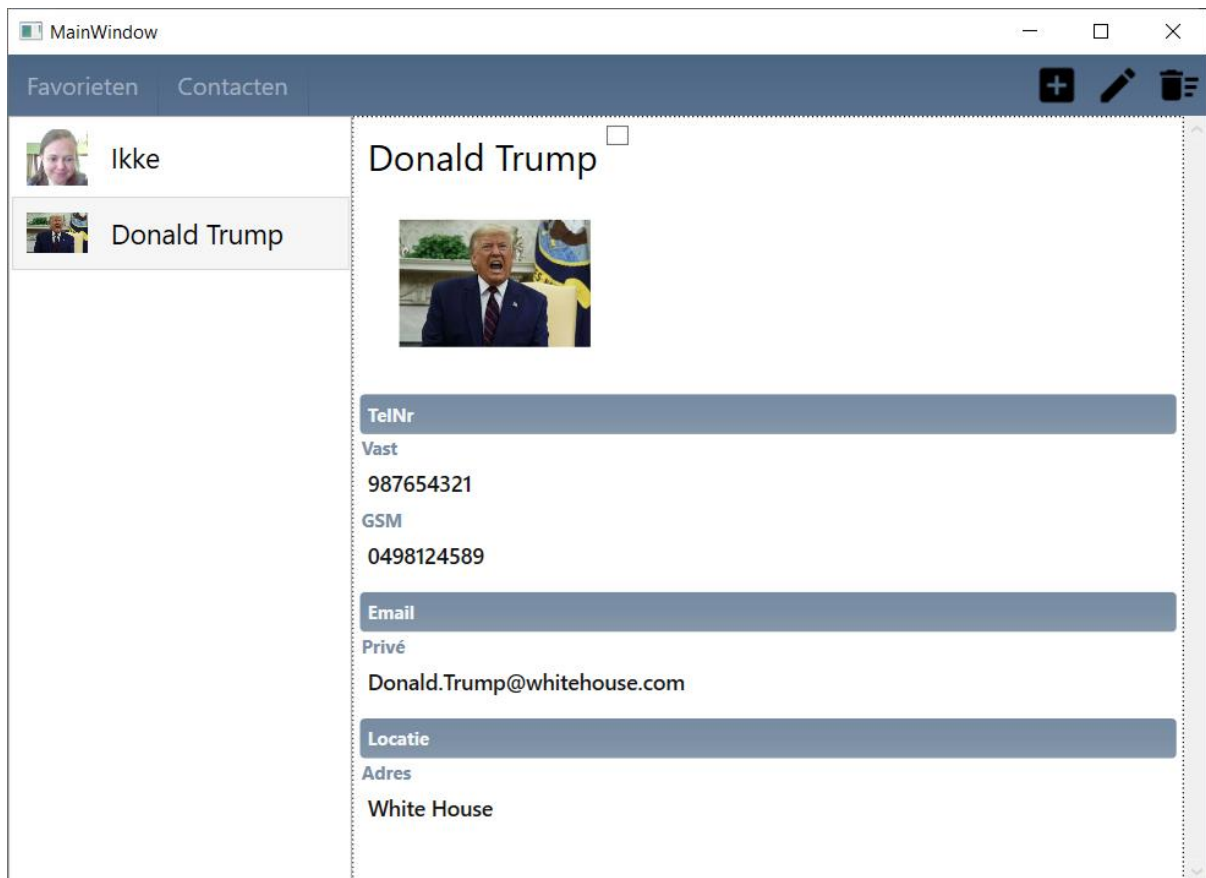 MainWindow
Favorieten Contacten
Ikke
Donald Trump
Donald Trump
TelNr
Vast
987654321
GSM
0498124589
Email
Privé
Donald.Trump@whitehouse.com
Locatie
Adres
White House